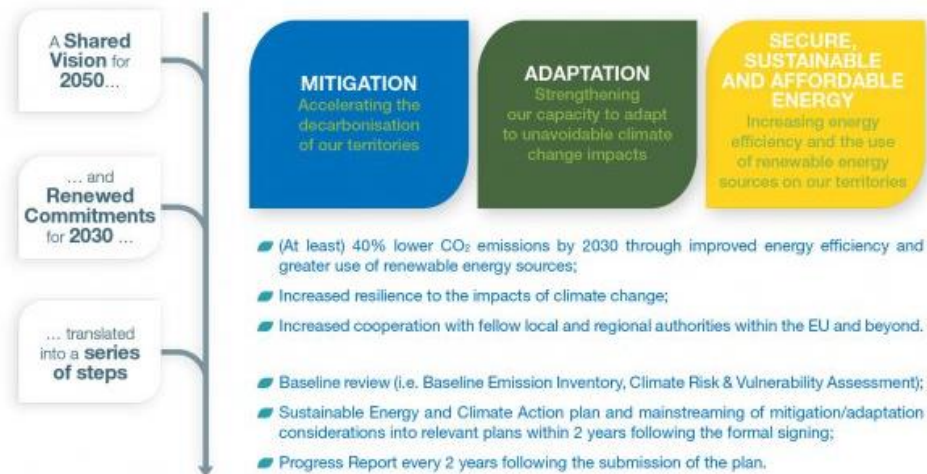 A Shared
Vision for
2050...
MITIGATION
Accelerating the
decarbonisation
of our territories
ADAPTATION
Strengthening
our capacity to adapt
to unavoidable climate
change impacts
SECURE,
SUSTAINABLE
AND AFFORDABLE
ENERGY
Increasing energy
efficiency and the use
of renewable energy
sources on our territories
... and
Renewed
Commitments
for 2030 ...
(At least) 40% lower CO₂ emissions by 2030 through improved energy efficiency and
greater use of renewable energy sources;
Increased resilience to the impacts of climate change;
Increased cooperation with fellow local and regional authorities within the EU and beyond.
... translated
into a series
of steps
Baseline review (i.e. Baseline Emission Inventory, Climate Risk & Vulnerability Assessment);
Sustainable Energy and Climate Action plan and mainstreaming of mitigation/adaptation
considerations into relevant plans within 2 years following the formal signing;
Progress Report every 2 years following the submission of the plan.